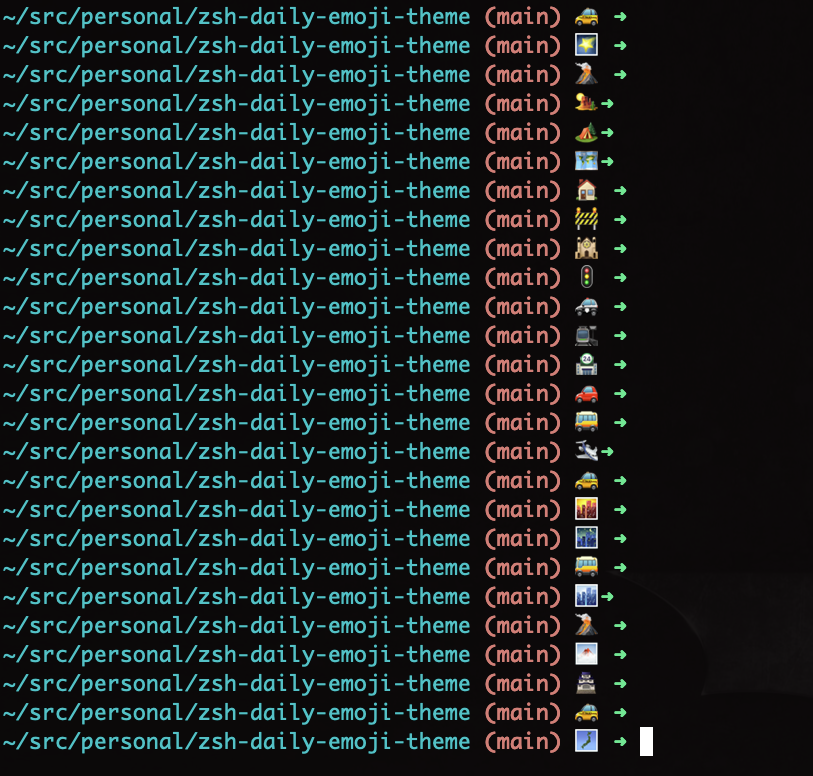 ~/src/personal/zsh-daily-emoji-theme (main) 🚕 ➜
~/src/personal/zsh-daily-emoji-theme (main) 🌠 ➜
~/src/personal/zsh-daily-emoji-theme (main) 🌋 ➜
~/src/personal/zsh-daily-emoji-theme (main) 🏜️➜
~/src/personal/zsh-daily-emoji-theme (main) 🏕️➜
~/src/personal/zsh-daily-emoji-theme (main) 🗺️➜
~/src/personal/zsh-daily-emoji-theme (main) 🏠 ➜
~/src/personal/zsh-daily-emoji-theme (main) 🚧 ➜
~/src/personal/zsh-daily-emoji-theme (main) 🕌 ➜
~/src/personal/zsh-daily-emoji-theme (main) 🚦 ➜
~/src/personal/zsh-daily-emoji-theme (main) 🚓 ➜
~/src/personal/zsh-daily-emoji-theme (main) 💺 ➜
~/src/personal/zsh-daily-emoji-theme (main) 🏪 ➜
~/src/personal/zsh-daily-emoji-theme (main) 🚗 ➜
~/src/personal/zsh-daily-emoji-theme (main) 🚌 ➜
~/src/personal/zsh-daily-emoji-theme (main) 🛩️➜
~/src/personal/zsh-daily-emoji-theme (main) 🚕 ➜
~/src/personal/zsh-daily-emoji-theme (main) 🌇 ➜
~/src/personal/zsh-daily-emoji-theme (main) 🌃 ➜
~/src/personal/zsh-daily-emoji-theme (main) 🚌 ➜
~/src/personal/zsh-daily-emoji-theme (main) 🏙️➜
~/src/personal/zsh-daily-emoji-theme (main) 🌋 ➜
~/src/personal/zsh-daily-emoji-theme (main) 🗻 ➜
~/src/personal/zsh-daily-emoji-theme (main) 🏯 ➜
~/src/personal/zsh-daily-emoji-theme (main) 🚕 ➜
~/src/personal/zsh-daily-emoji-theme (main) 🗾 ➜